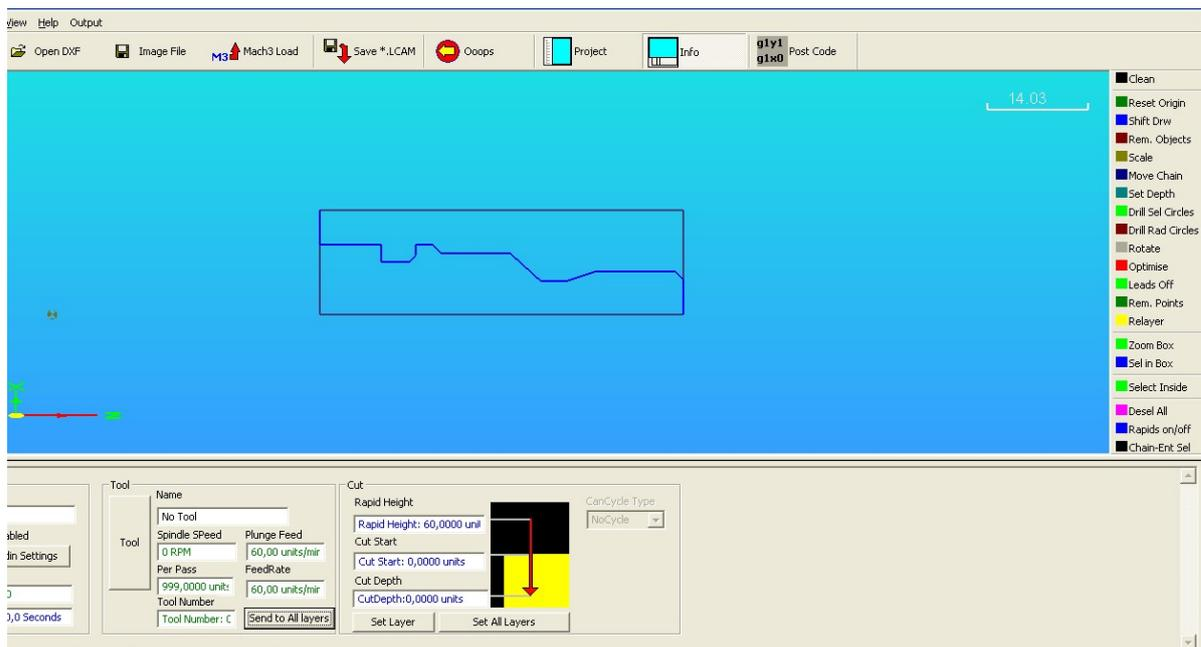 View Help Output
Open DXF Image File M3 Mach3 Load Save *.LCAM Ooops Project Info g1y1 g1x0 Post Code
14.03
Clean
Reset Origin
Shift Drw
Rem. Objects
Scale
Move Chain
Set Depth
Drill Sel Circles
Drill Rad Circles
Rotate
Optimise
Leads Off
Rem. Points
Relayer
Zoom Box
Sel in Box
Select Inside
Desel All
Rapids on/off
Chain-Ent Sel
abled
din Settings
0,0 Seconds
Tool
Tool
Name
No Tool
Spindle SPeed Plunge Feed
0 RPM 60,00 units/mir
Per Pass FeedRate
999,0000 unit: 60,00 units/mir
Tool Number
Tool Number: C Send to All layers
Cut
Rapid Height
Rapid Height: 60,0000 unit
Cut Start
Cut Start: 0,0000 units
Cut Depth
CutDepth:0,0000 units
Set Layer Set All Layers
CanCycle Type
NoCycle